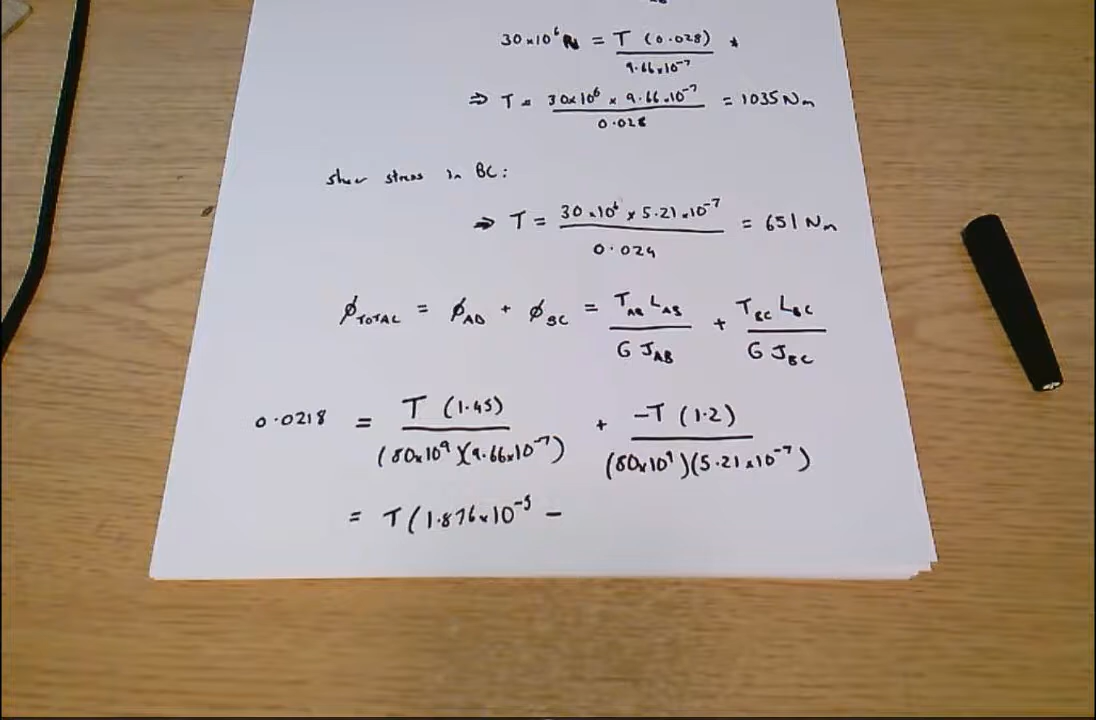 30×10⁶ = T (0.028)
9.66×10⁻⁷
⇒ T = 30×10⁶ × 9.66×10⁻⁷ = 1035 Nm
0.028
shear stress in BC:
⇒ T = 30×10⁶ × 5.21×10⁻⁷ = 651 Nm
0.024
ϕTOTAL = ϕAB + ϕBC = TAB LAB + TBC LBC
G JAB G JBC
0.0218 = T (1.45) + -T (1.2)
(80×10⁹)(9.66×10⁻⁷) (80×10⁹)(5.21×10⁻⁷)
= T(1.876×10⁻⁵ -